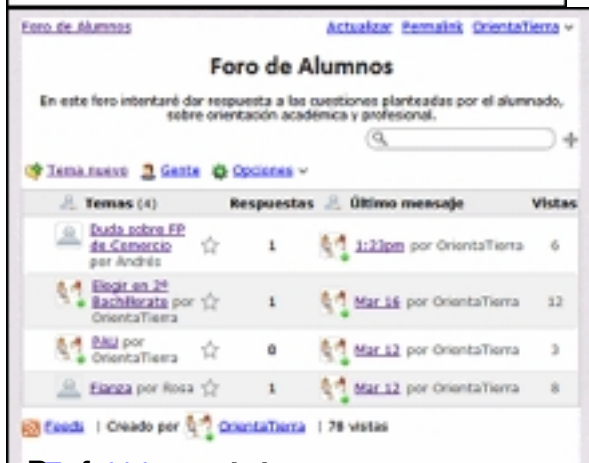 Foro de Alumnos Actualizar Permalink OrientaTierra
Foro de Alumnos
En este foro intentaré dar respuesta a las cuestiones planteadas por el alumnado,
sobre orientación académica y profesional.
Tema nuevo Gente Opciones
Temas (4) Respuestas Último mensaje Vistas
Duda sobre FP
de Comercio
por Andrés
1 1:23pm por OrientaTierra 6
Elegir en 2º
Bachillerato por
OrientaTierra
1 Mar 16 por OrientaTierra 12
PAU por
OrientaTierra
0 Mar 12 por OrientaTierra 3
Fianza por Rosa 1 Mar 12 por OrientaTierra 8
Feeds | Creado por OrientaTierra | 78 vistas